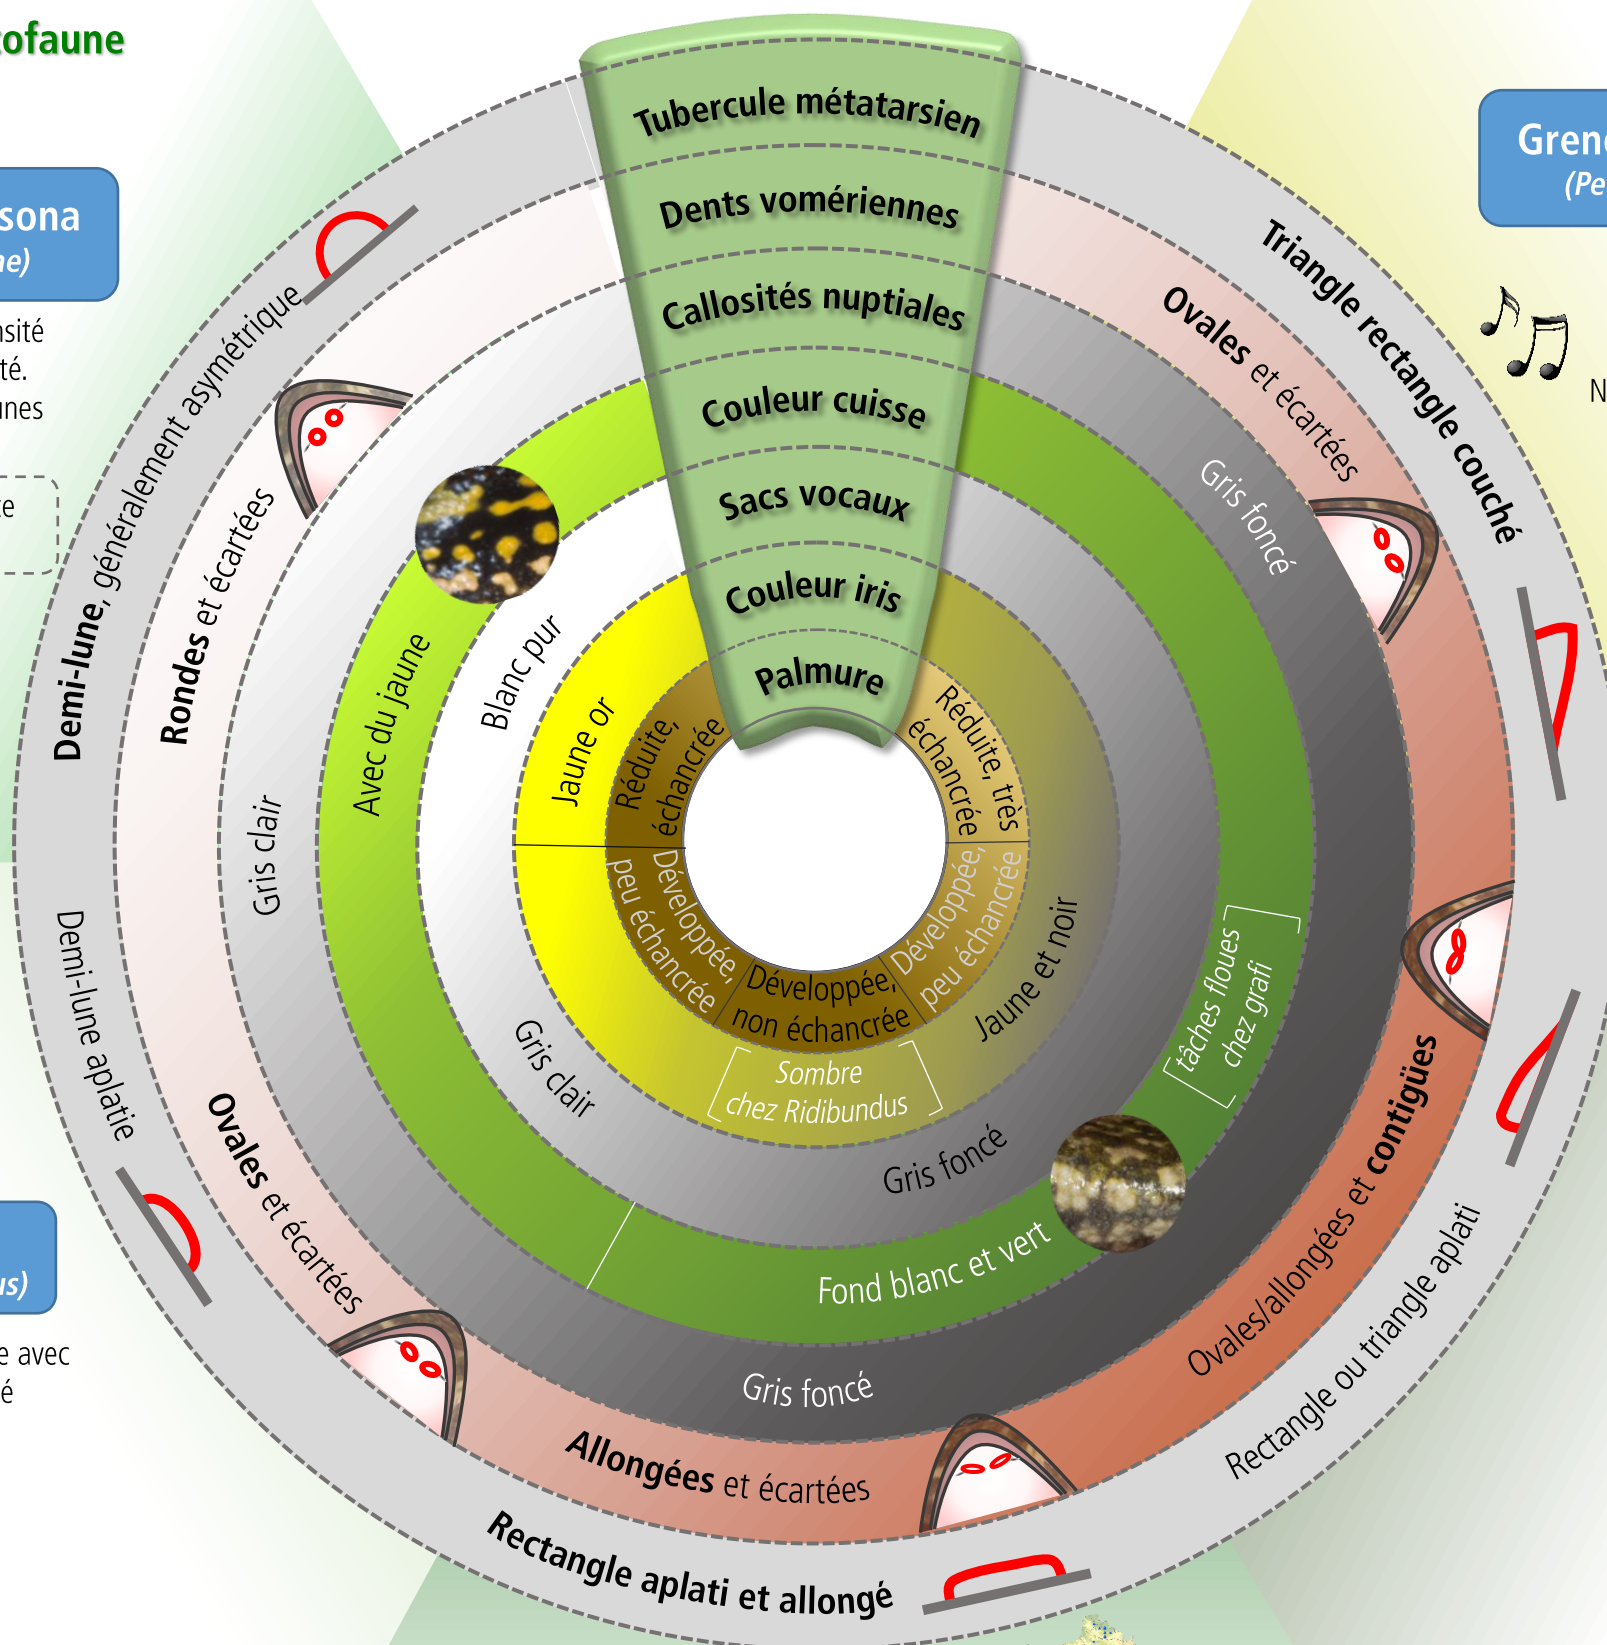 tofaune
sona
ne)
nsité
té.
unes
te
us)
e avec
é
Gren
(Pe
N
Tubercule métatarsien
Dents vomériennes
Callosités nuptiales
Couleur cuisse
Sacs vocaux
Couleur iris
Palmure
Triangle rectangle couché
Rectangle ou triangle aplati
Rectangle aplati et allongé
Demi-lune aplatie
Demi-lune, généralement asymétrique
Ovales et écartées
Ovales/allongées et contigües
Allongées et écartées
Ovales et écartées
Rondes et écartées
Gris foncé
Gris foncé
Gris clair
tâches floues
chez grafi
Fond blanc et vert
Avec du jaune
Gris foncé
Gris clair
Blanc pur
Jaune et noir
Sombre
chez Ridibundus
Jaune or
Réduite, très
échancrée
Développée,
peu échancrée
Développée,
non échancrée
Développée,
peu échancrée
Réduite,
échancrée